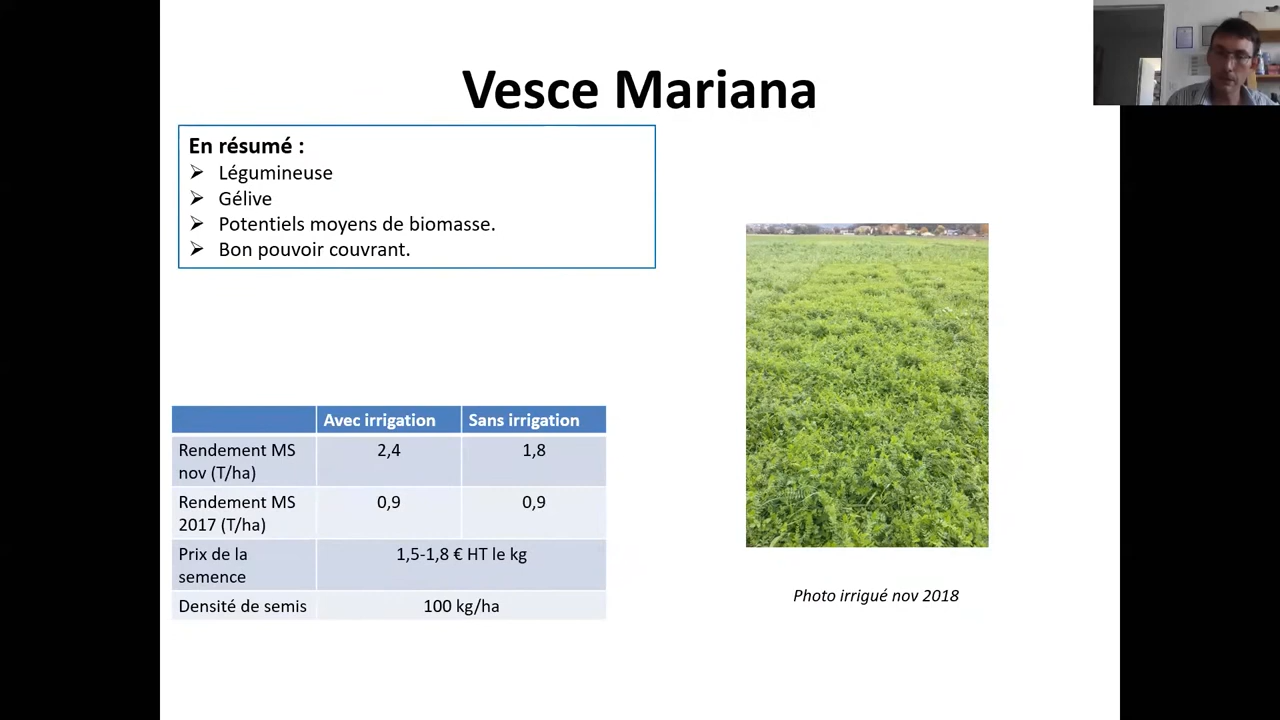 Vesce Mariana
En résumé :
➢ Légumineuse
➢ Gélive
➢ Potentiels moyens de biomasse.
➢ Bon pouvoir couvrant.
Avec irrigation Sans irrigation
Rendement MS nov (T/ha) 2,4 1,8
Rendement MS 2017 (T/ha) 0,9 0,9
Prix de la semence 1,5-1,8 € HT le kg
Densité de semis 100 kg/ha
Photo irrigué nov 2018